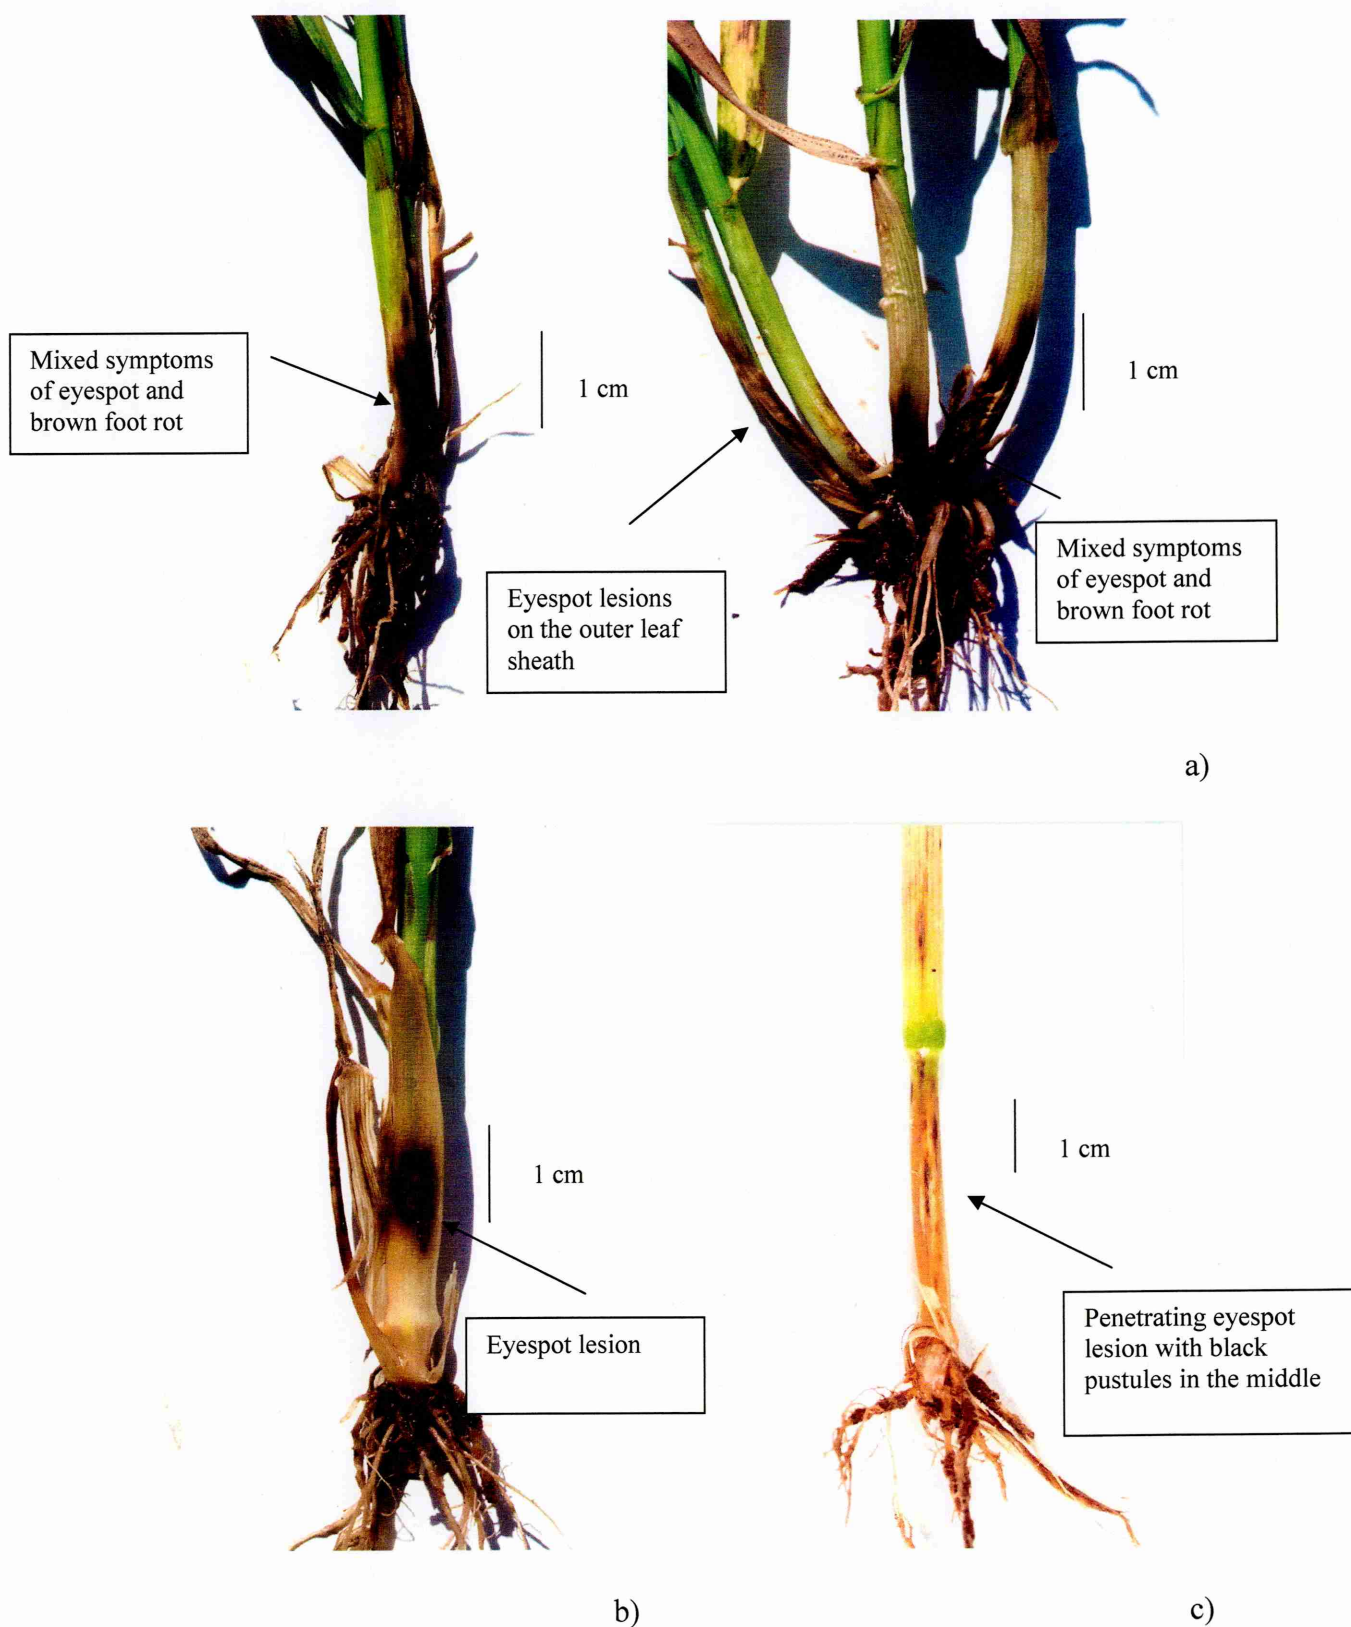 Mixed symptoms
of eyespot and
brown foot rot
1 cm
1 cm
Eyespot lesions
on the outer leaf
sheath
Mixed symptoms
of eyespot and
brown foot rot
a)
1 cm
Eyespot lesion
1 cm
Penetrating eyespot
lesion with black
pustules in the middle
b)
c)